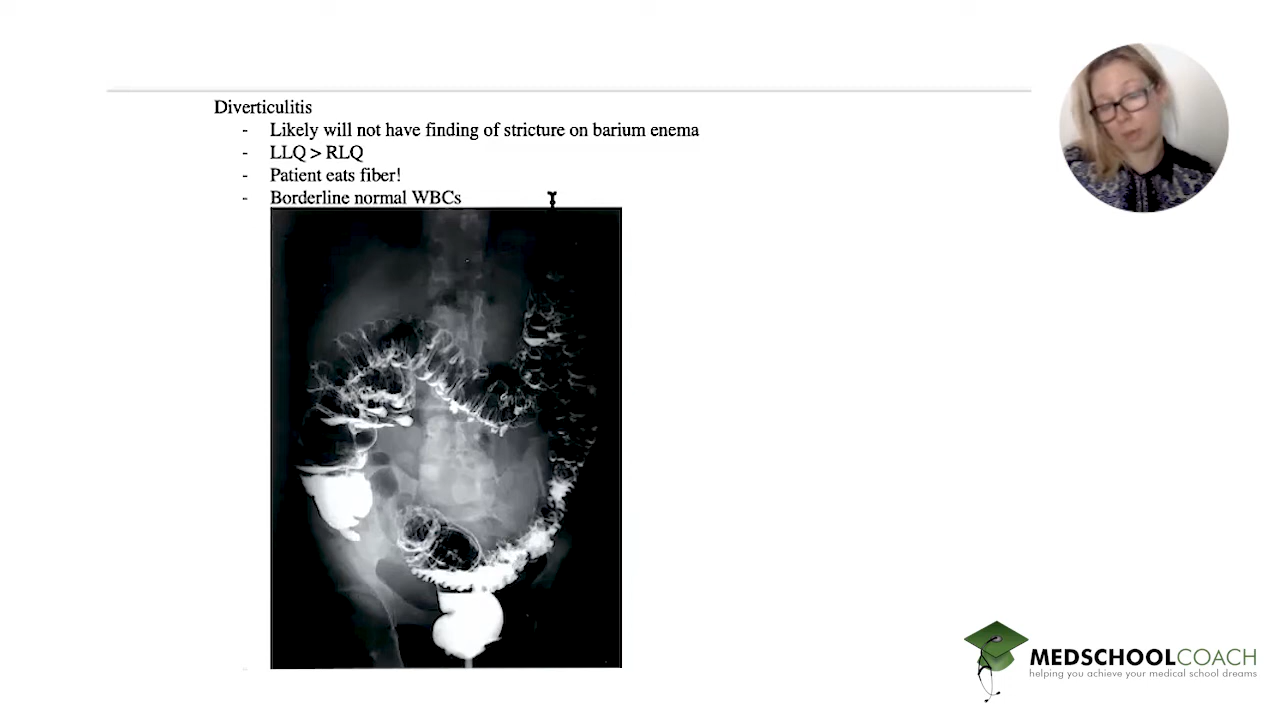 Diverticulitis
- Likely will not have finding of stricture on barium enema
- LLQ > RLQ
- Patient eats fiber!
- Borderline normal WBCs
MEDSCHOOLCOACH
helping you achieve your medical school dreams